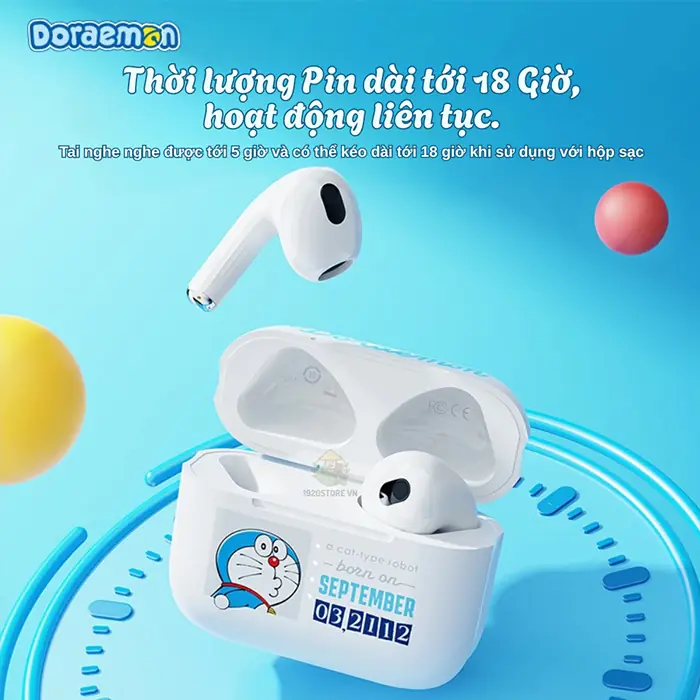 Doraemon
Thời lượng Pin dài tới 18 Giờ,
hoạt động liên tục.
Tai nghe nghe được tới 5 giờ và có thể kéo dài tới 18 giờ khi sử dụng với hộp sạc
FC CE
1920STORE.VN
a cat-type robot
born on
SEPTEMBER
03,2112